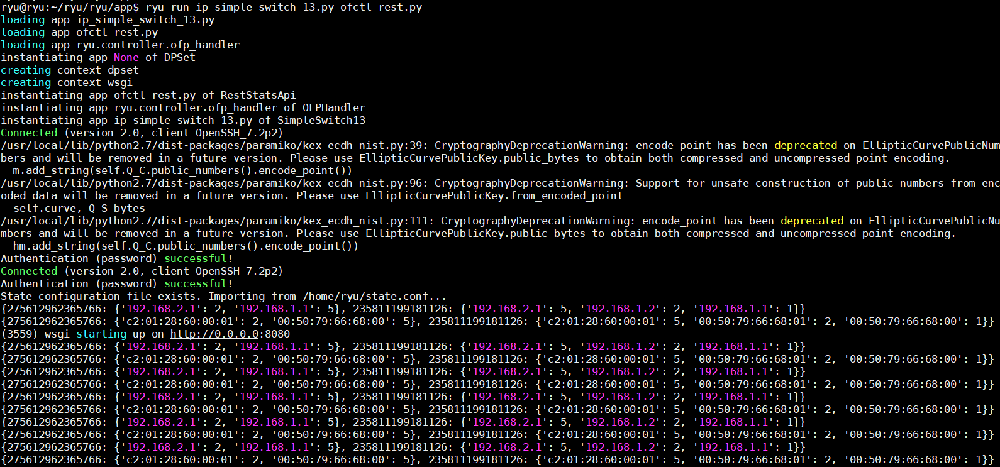 ryu@ryu:~/ryu/ryu/app$ ryu run ip_simple_switch_13.py ofctl_rest.py
loading app ip_simple_switch_13.py
loading app ofctl_rest.py
loading app ryu.controller.ofp_handler
instantiating app None of DPSet
creating context dpset
creating context wsgi
instantiating app ofctl_rest.py of RestStatsApi
instantiating app ryu.controller.ofp_handler of OFPHandler
instantiating app ip_simple_switch_13.py of SimpleSwitch13
Connected (version 2.0, client OpenSSH_7.2p2)
/usr/local/lib/python2.7/dist-packages/paramiko/kex_ecdh_nist.py:39: CryptographyDeprecationWarning: encode_point has been deprecated on EllipticCurvePublicNum
bers and will be removed in a future version. Please use EllipticCurvePublicKey.public_bytes to obtain both compressed and uncompressed point encoding.
  m.add_string(self.Q_C.public_numbers().encode_point())
/usr/local/lib/python2.7/dist-packages/paramiko/kex_ecdh_nist.py:96: CryptographyDeprecationWarning: Support for unsafe construction of public numbers from enc
oded data will be removed in a future version. Please use EllipticCurvePublicKey.from_encoded_point
  self.curve, Q_S_bytes
/usr/local/lib/python2.7/dist-packages/paramiko/kex_ecdh_nist.py:111: CryptographyDeprecationWarning: encode_point has been deprecated on EllipticCurvePublicNu
mbers and will be removed in a future version. Please use EllipticCurvePublicKey.public_bytes to obtain both compressed and uncompressed point encoding.
  hm.add_string(self.Q_C.public_numbers().encode_point())
Authentication (password) successful!
Connected (version 2.0, client OpenSSH_7.2p2)
Authentication (password) successful!
State configuration file exists. Importing from /home/ryu/state.conf...
{275612962365766: {'192.168.2.1': 2, '192.168.1.1': 5}, 235811199181126: {'192.168.2.1': 5, '192.168.1.2': 2, '192.168.1.1': 1}}
{275612962365766: {'c2:01:28:60:00:01': 2, '00:50:79:66:68:00': 5}, 235811199181126: {'c2:01:28:60:00:01': 5, '00:50:79:66:68:01': 2, '00:50:79:66:68:00': 1}}
(3559) wsgi starting up on http://0.0.0.0:8080
{275612962365766: {'192.168.2.1': 2, '192.168.1.1': 5}, 235811199181126: {'192.168.2.1': 5, '192.168.1.2': 2, '192.168.1.1': 1}}
{275612962365766: {'c2:01:28:60:00:01': 2, '00:50:79:66:68:00': 5}, 235811199181126: {'c2:01:28:60:00:01': 5, '00:50:79:66:68:01': 2, '00:50:79:66:68:00': 1}}
{275612962365766: {'192.168.2.1': 2, '192.168.1.1': 5}, 235811199181126: {'192.168.2.1': 5, '192.168.1.2': 2, '192.168.1.1': 1}}
{275612962365766: {'c2:01:28:60:00:01': 2, '00:50:79:66:68:00': 5}, 235811199181126: {'c2:01:28:60:00:01': 5, '00:50:79:66:68:01': 2, '00:50:79:66:68:00': 1}}
{275612962365766: {'192.168.2.1': 2, '192.168.1.1': 5}, 235811199181126: {'192.168.2.1': 5, '192.168.1.2': 2, '192.168.1.1': 1}}
{275612962365766: {'c2:01:28:60:00:01': 2, '00:50:79:66:68:00': 5}, 235811199181126: {'c2:01:28:60:00:01': 5, '00:50:79:66:68:01': 2, '00:50:79:66:68:00': 1}}
{275612962365766: {'192.168.2.1': 2, '192.168.1.1': 5}, 235811199181126: {'192.168.2.1': 5, '192.168.1.2': 2, '192.168.1.1': 1}}
{275612962365766: {'c2:01:28:60:00:01': 2, '00:50:79:66:68:00': 5}, 235811199181126: {'c2:01:28:60:00:01': 5, '00:50:79:66:68:01': 2, '00:50:79:66:68:00': 1}}
{275612962365766: {'192.168.2.1': 2, '192.168.1.1': 5}, 235811199181126: {'192.168.2.1': 5, '192.168.1.2': 2, '192.168.1.1': 1}}
{275612962365766: {'c2:01:28:60:00:01': 2, '00:50:79:66:68:00': 5}, 235811199181126: {'c2:01:28:60:00:01': 5, '00:50:79:66:68:01': 2, '00:50:79:66:68:00': 1}}